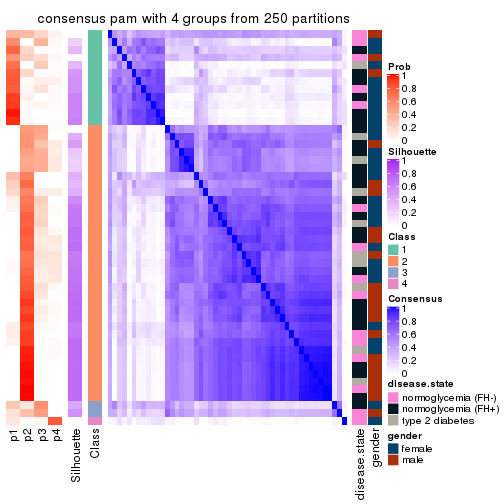 consensus pam with 4 groups from 250 partitions
Prob
1
0.8
0.6
0.4
0.2
0
Silhouette
1
0.8
0.6
0.4
0.2
0
Class
1
2
3
4
Consensus
1
0.8
0.6
0.4
0.2
0
disease.state
normoglycemia (FH-)
normoglycemia (FH+)
type 2 diabetes
gender
female
male
p1
p2
p3
p4
Silhouette
Class
disease.state
gender